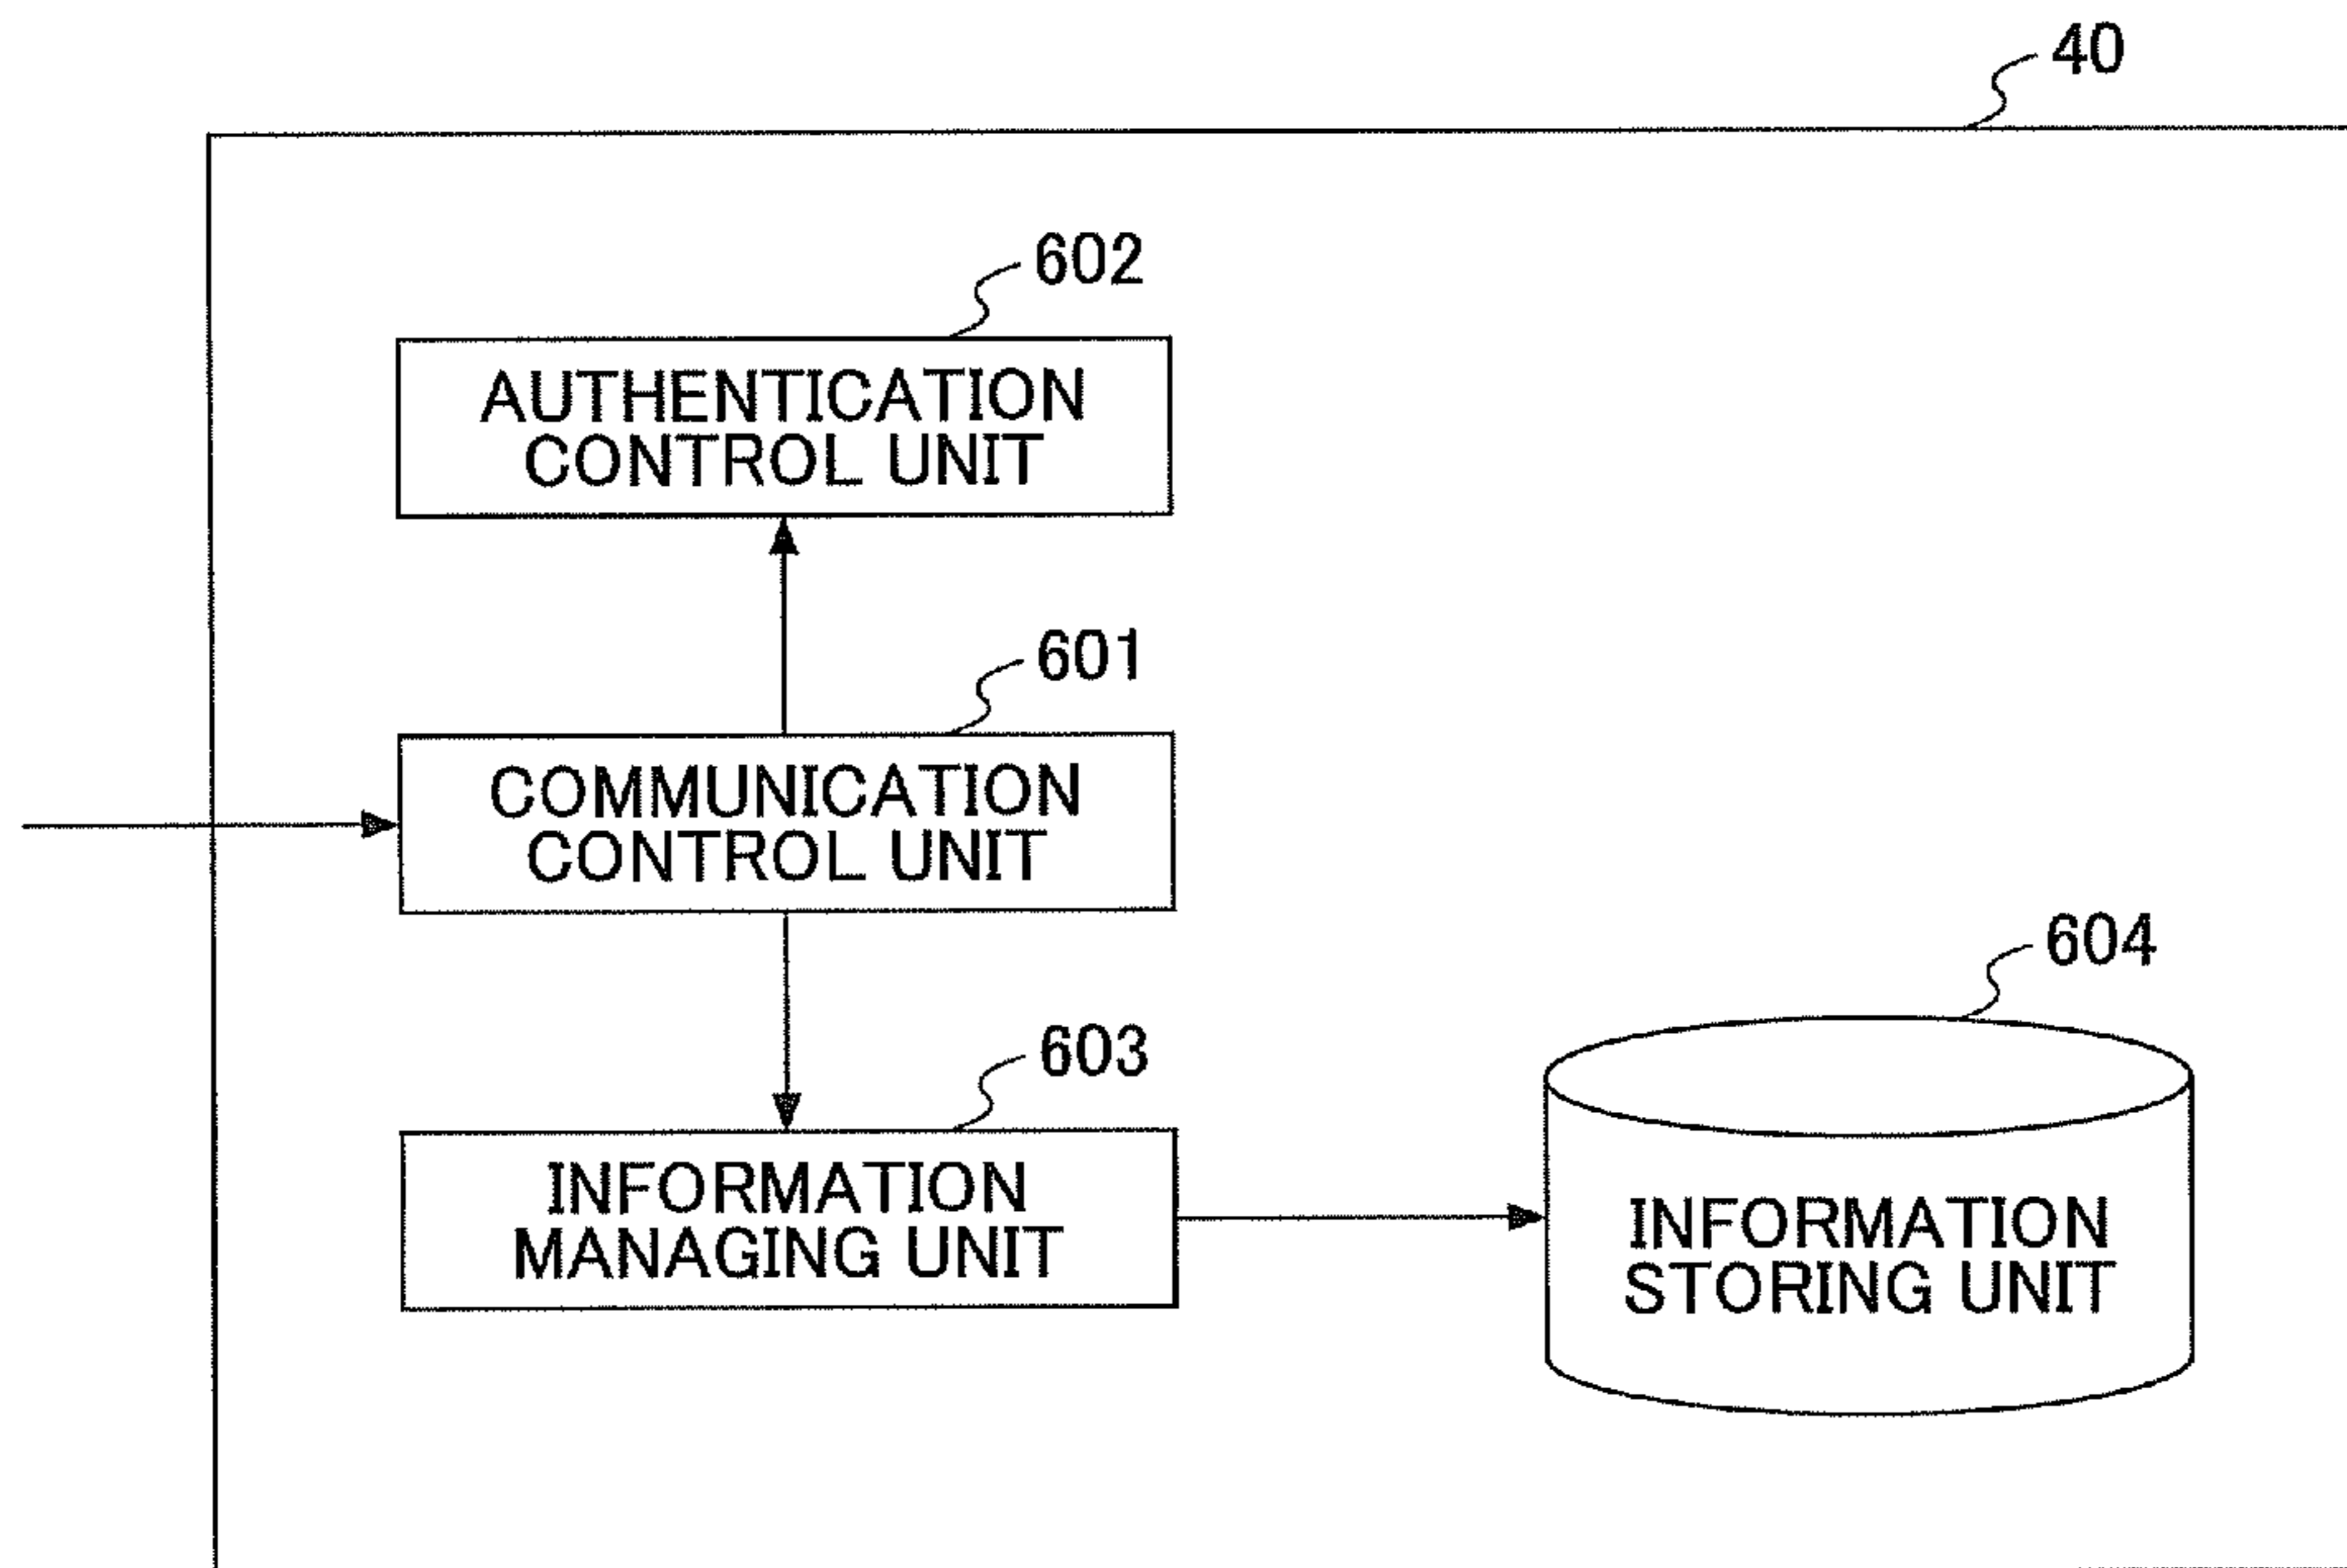 40
602
AUTHENTICATION
CONTROL UNIT
601
COMMUNICATION
CONTROL UNIT
604
603
INFORMATION
MANAGING UNIT
INFORMATION
STORING UNIT